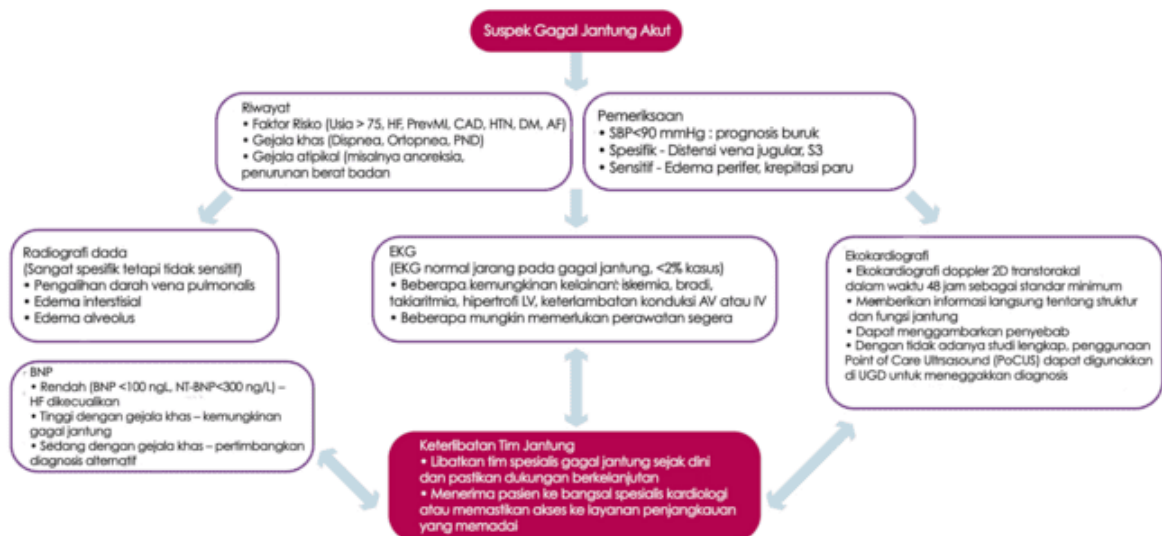 Suspek Gagal Jantung Akut
Riwayat
• Faktor Risko (Usia > 75, HF, PrevMI, CAD, HTN, DM, AF)
• Gejala khas (Dispnea, Ortopnea, PND)
• Gejala atipikal (misalnya anoreksia,
penurunan berat badan
Pemeriksaan
• SBP<90 mmHg : prognosis buruk
• Spesifik - Distensi vena jugular, S3
• Sensitif - Edema perifer, krepitasi paru
Radiografi dada
(Sangat spesifik tetapi tidak sensitif)
• Pengalihan darah vena pulmonalis
• Edema interstisial
• Edema alveolus
EKG
(EKG normal jarang pada gagal jantung, <2% kasus)
• Beberapa kemungkinan kelainan: iskemia, bradi,
takiaritmia, hipertrofi LV, keterlambatan konduksi AV atau IV
• Beberapa mungkin memerlukan perawatan segera
Ekokardiografi
• Ekokardiografi doppler 2D transtorakal
dalam waktu 48 jam sebagai standar minimum
• Memberikan informasi langsung tentang struktur
dan fungsi jantung
• Dapat menggambarkan penyebab
• Dengan tidak adanya studi lengkap, penggunaan
Point of Care Ultrsasound (PoCUS) dapat digunakkan
di UGD untuk meneggakkan diagnosis
BNP
• Rendah (BNP <100 ngL, NT-BNP<300 ng/L) –
HF dikecualikan
• Tinggi dengan gejala khas – kemungkinan
gagal jantung
• Sedang dengan gejala khas – pertimbangkan
diagnosis alternatif
Keterlibatan Tim Jantung
• Libatkan tim spesialis gagal jantung sejak dini
dan pastikan dukungan berkelanjutan
• Menerima pasien ke bangsal spesialis kardiologi
atau memastikan akses ke layanan penjangkauan
yang memadai